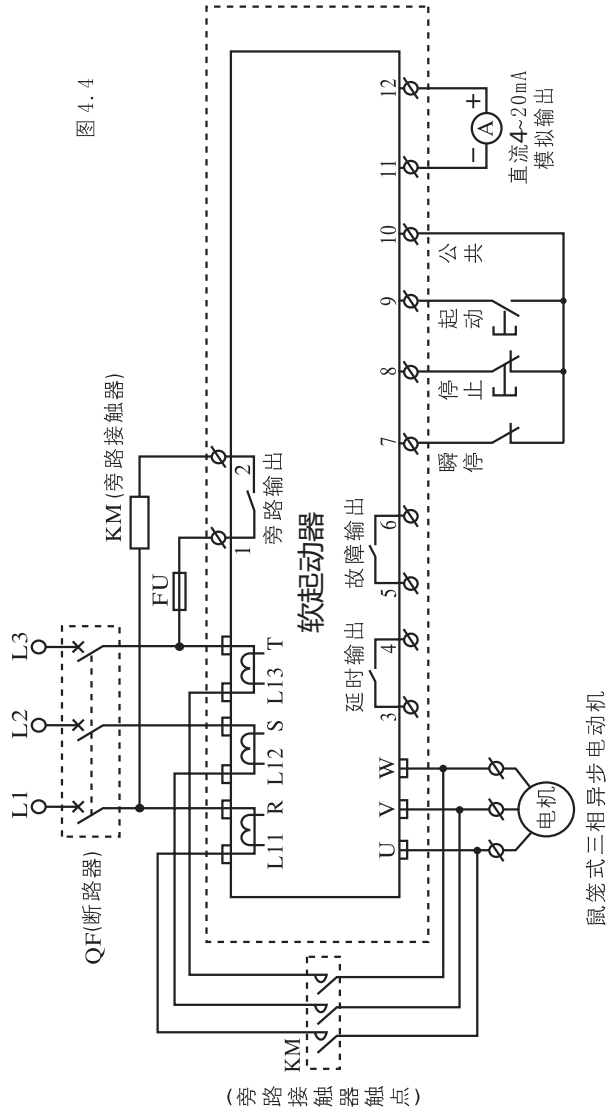 图 4.4
L1
L2
L3
QF(断路器)
FU
KM(旁路接触器)
L11
R
L12
S
L13
T
1
2
旁路输出
软起动器
U
V
W
3
4
5
6
7
8
9
10
11
12
延时输出
故障输出
瞬停
停止
起动
公共
－
A
+
直流4~20mA
模拟输出
KM
(旁路接触器触点)
电机
鼠笼式三相异步电动机